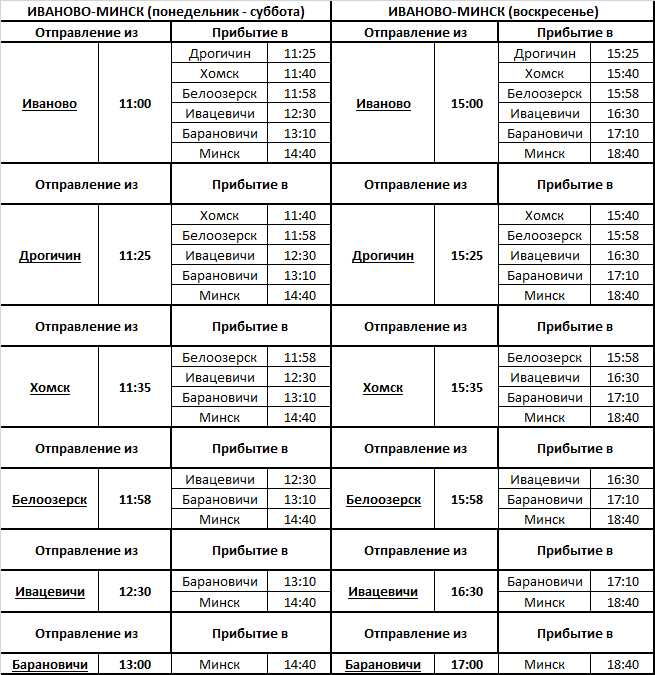 ИВАНОВО-МИНСК (понедельник - суббота) ИВАНОВО-МИНСК (воскресенье)
Отправление из Прибытие в Отправление из Прибытие в
Дрогичин 11:25 Дрогичин 15:25
Хомск 11:40 Хомск 15:40
Белоозерск 11:58 Белоозерск 15:58
Иваново 11:00 Иваново 15:00
Ивацевичи 12:30 Ивацевичи 16:30
Барановичи 13:10 Барановичи 17:10
Минск 14:40 Минск 18:40
Отправление из Прибытие в Отправление из Прибытие в
Хомск 11:40 Хомск 15:40
Белоозерск 11:58 Белоозерск 15:58
Дрогичин 11:25 Ивацевичи 12:30 Дрогичин 15:25 Ивацевичи 16:30
Барановичи 13:10 Барановичи 17:10
Минск 14:40 Минск 18:40
Отправление из Прибытие в Отправление из Прибытие в
Белоозерск 11:58 Белоозерск 15:58
Ивацевичи 12:30 Ивацевичи 16:30
Хомск 11:35 Хомск 15:35
Барановичи 13:10 Барановичи 17:10
Минск 14:40 Минск 18:40
Отправление из Прибытие в Отправление из Прибытие в
Ивацевичи 12:30 Ивацевичи 16:30
Белоозерск 11:58 Барановичи 13:10 Белоозерск 15:58 Барановичи 17:10
Минск 14:40 Минск 18:40
Отправление из Прибытие в Отправление из Прибытие в
Барановичи 13:10 Барановичи 17:10
Ивацевичи 12:30 Ивацевичи 16:30
Минск 14:40 Минск 18:40
Отправление из Прибытие в Отправление из Прибытие в
Барановичи 13:00 Минск 14:40 Барановичи 17:00 Минск 18:40